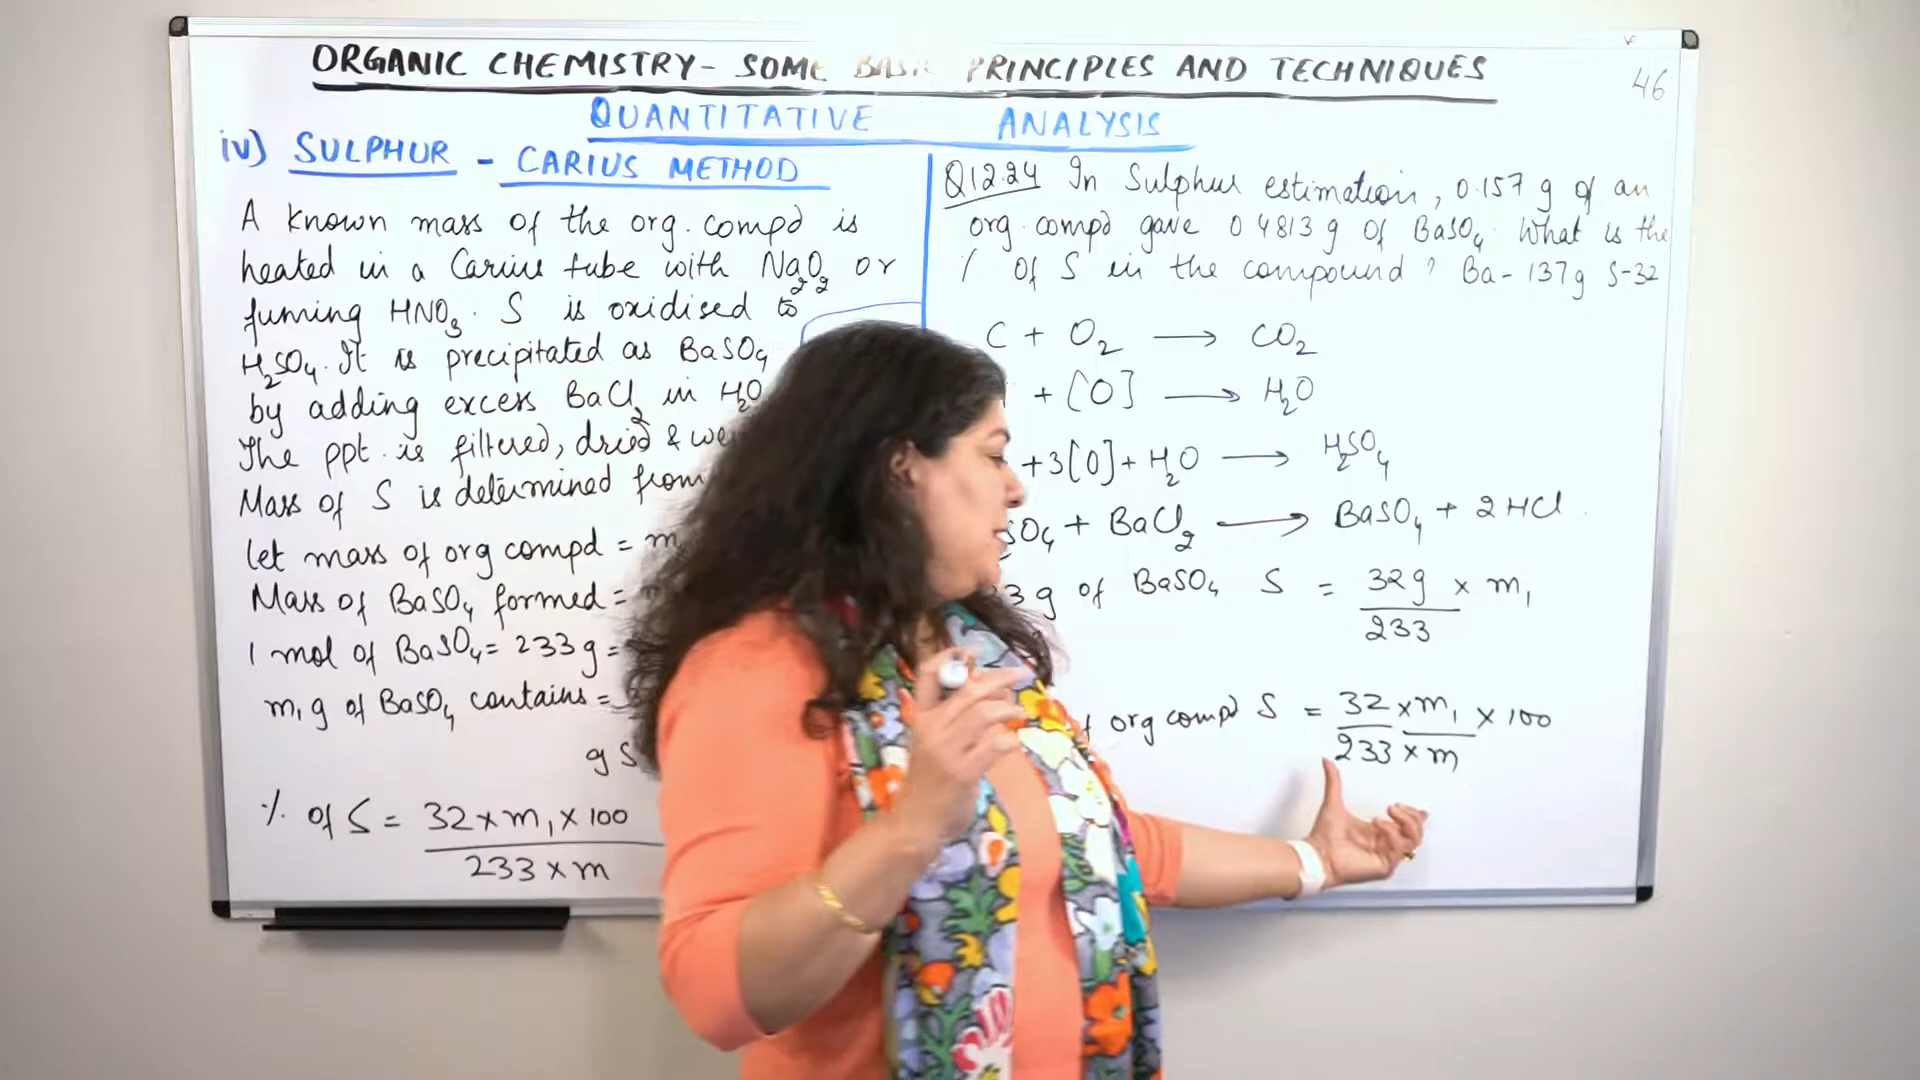 ORGANIC CHEMISTRY- SOME BASIC PRINCIPLES AND TECHNIQUES
46
QUANTITATIVE ANALYSIS
iv) SULPHUR - CARIUS METHOD
A known mass of the org. compd is
heated in a Carius tube with Na2O2 or
fuming HNO3. S is oxidised to
H2SO4. It is precipitated as BaSO4
by adding excess BaCl2 in H2O
The ppt. is filtered, dried &
Mass of S is determined from
let mass of org compd = m
Mass of BaSO4 formed =
1 mol of BaSO4 = 233 g =
m1 g of BaSO4 contains =
g S
% of S = 32 x m1 x 100
233 x m
Q12.24 In Sulphur estimation, 0.157 g of an
org. compd gave 0.4813 g of BaSO4. What is the
% of S in the compound? Ba- 137g S-32
C + O2 → CO2
+ [O] → H2O
+ 3[O] + H2O → H2SO4
SO4 + BaCl2 → BaSO4 + 2 HCl
3 g of BaSO4 S = 32g x m1
233
org compd S = 32 x m1 x 100
233 x m